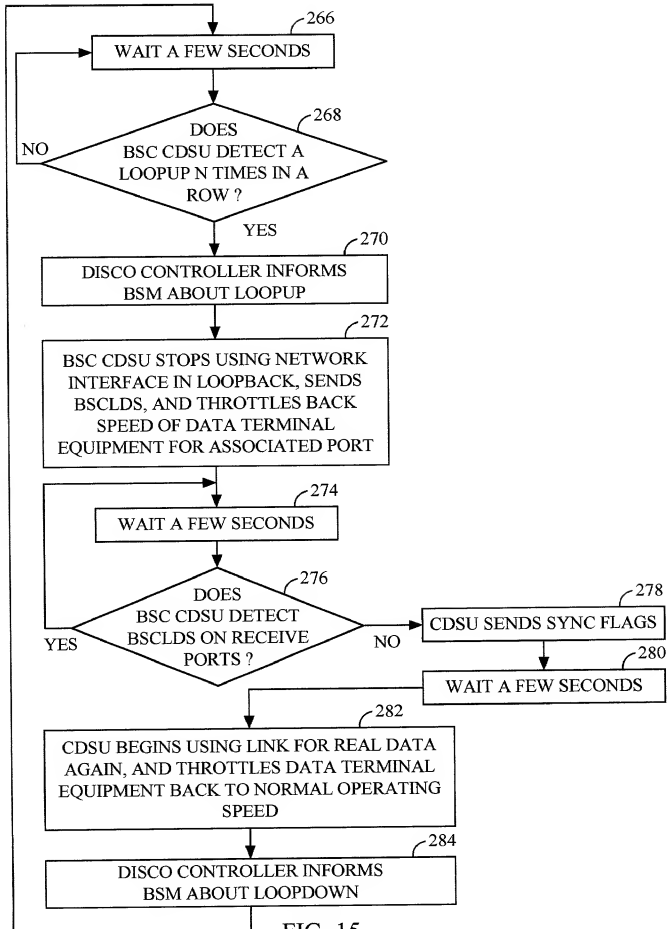 266
WAIT A FEW SECONDS
268
DOES
BSC CDSU DETECT A
LOOPUP N TIMES IN A
ROW ?
NO
YES
270
DISCO CONTROLLER INFORMS
BSM ABOUT LOOPUP
272
BSC CDSU STOPS USING NETWORK
INTERFACE IN LOOPBACK, SENDS
BSCLDS, AND THROTTLES BACK
SPEED OF DATA TERMINAL
EQUIPMENT FOR ASSOCIATED PORT
274
WAIT A FEW SECONDS
276
DOES
BSC CDSU DETECT
BSCLDS ON RECEIVE
PORTS ?
YES
NO
278
CDSU SENDS SYNC FLAGS
280
WAIT A FEW SECONDS
282
CDSU BEGINS USING LINK FOR REAL DATA
AGAIN, AND THROTTLES DATA TERMINAL
EQUIPMENT BACK TO NORMAL OPERATING
SPEED
284
DISCO CONTROLLER INFORMS
BSM ABOUT LOOPDOWN
FIG. 15